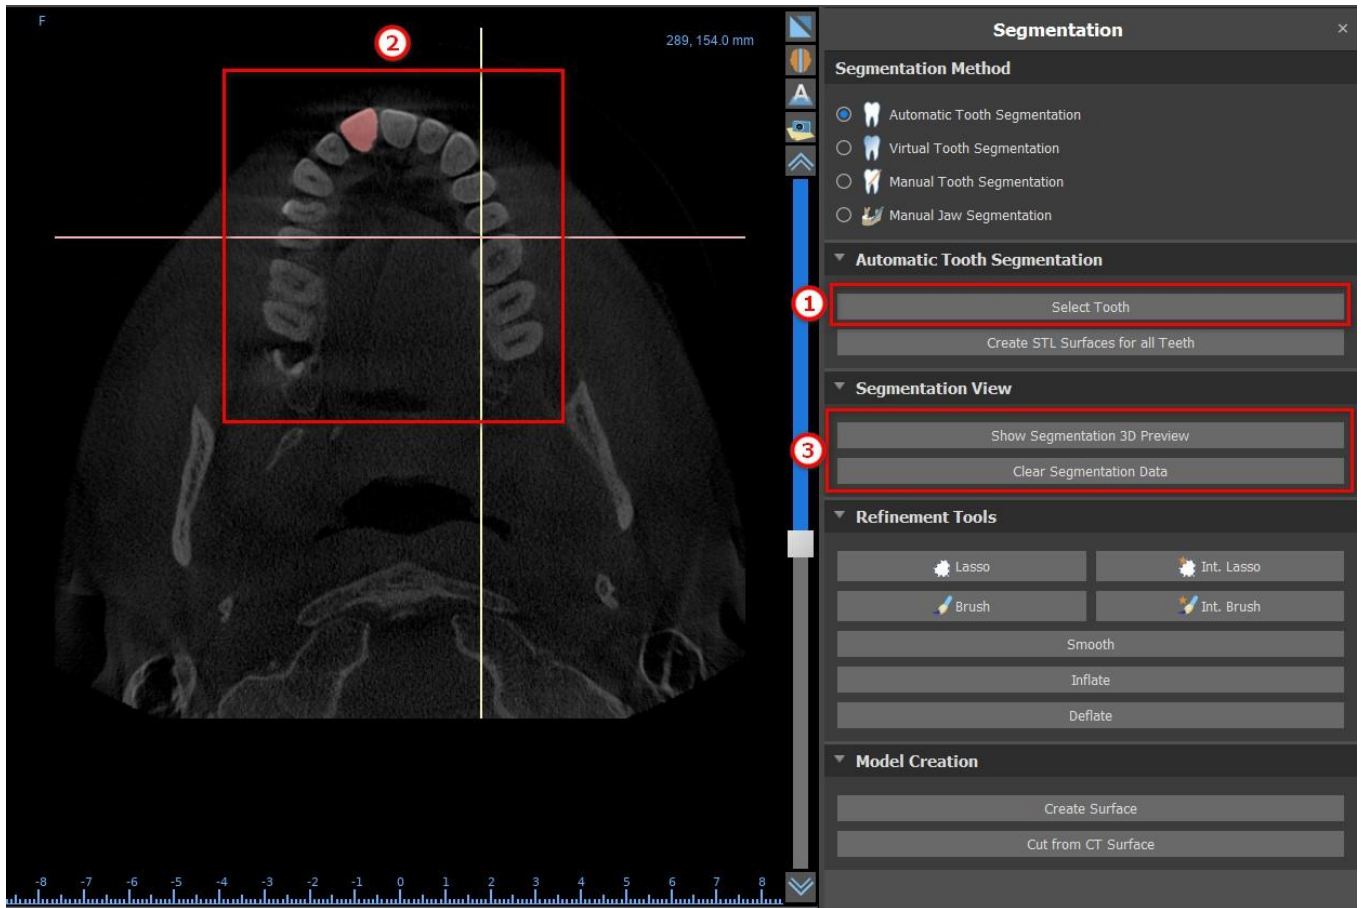 F
289, 154.0 mm
2
A
Segmentation
×
Segmentation Method
Automatic Tooth Segmentation
Virtual Tooth Segmentation
Manual Tooth Segmentation
Manual Jaw Segmentation
Automatic Tooth Segmentation
1
Select Tooth
Create STL Surfaces for all Teeth
Segmentation View
3
Show Segmentation 3D Preview
Clear Segmentation Data
Refinement Tools
Lasso
Int. Lasso
Brush
Int. Brush
Smooth
Inflate
Deflate
Model Creation
Create Surface
Cut from CT Surface
-8 -7 -6 -5 -4 -3 -2 -1 0 1 2 3 4 5 6 7 8